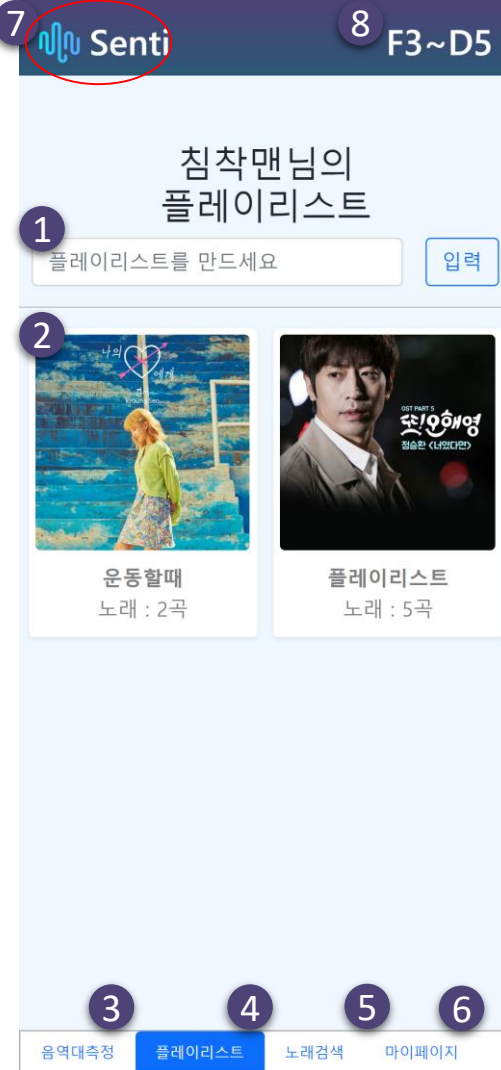 7
Senti
8
F3~D5
침착맨님의
플레이리스트
1
플레이리스트를 만드세요
입력
2
나의
에게
OST PART 5
또!오해영
정승환 <너였다면>
운동할때
노래 : 2곡
플레이리스트
노래 : 5곡
3
4
5
6
음역대측정
플레이리스트
노래검색
마이페이지